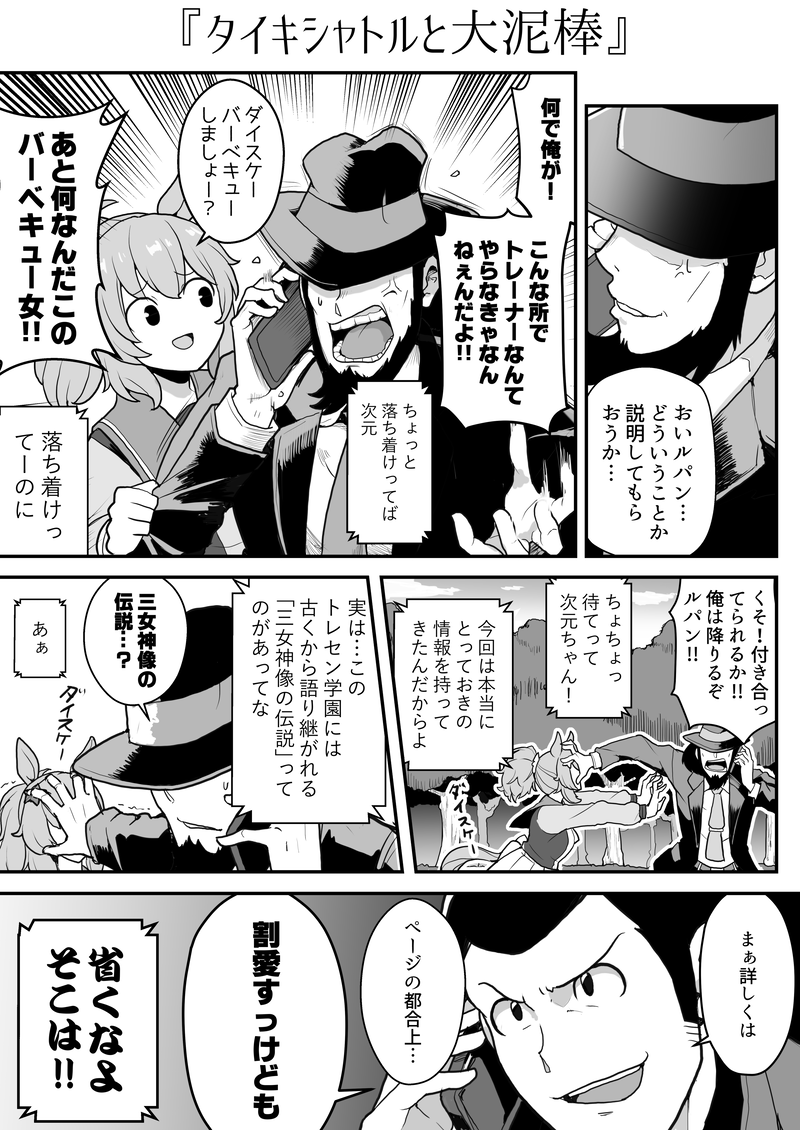 『タイキシャトルと大泥棒』
おいルパン…
どういうことか
説明してもら
おうか…
何で俺が！
こんな所で
トレーナーなんて
やらなきゃなん
ねぇんだよ!!
ちょっと
落ち着けってば
次元
ダイスケー
バーベキュー
しましょー？
あと何なんだこの
バーベキュー女!!
落ち着けっ
てーのに
くそ！付き合っ
てられるか!!
俺は降りるぞ
ルパン!!
ちょちょっ
待てって
次元ちゃん！
今回は本当に
とっておきの
情報を持って
きたんだからよ
ダイスケー
実は…この
トレセン学園には
古くから語り継がれる
「三女神像の伝説」って
のがあってな
三女神像の
伝説…？
ダイスケー
あぁ
まぁ詳しくは
ページの都合上…
割愛すっけども
省くなよ
そこは!!